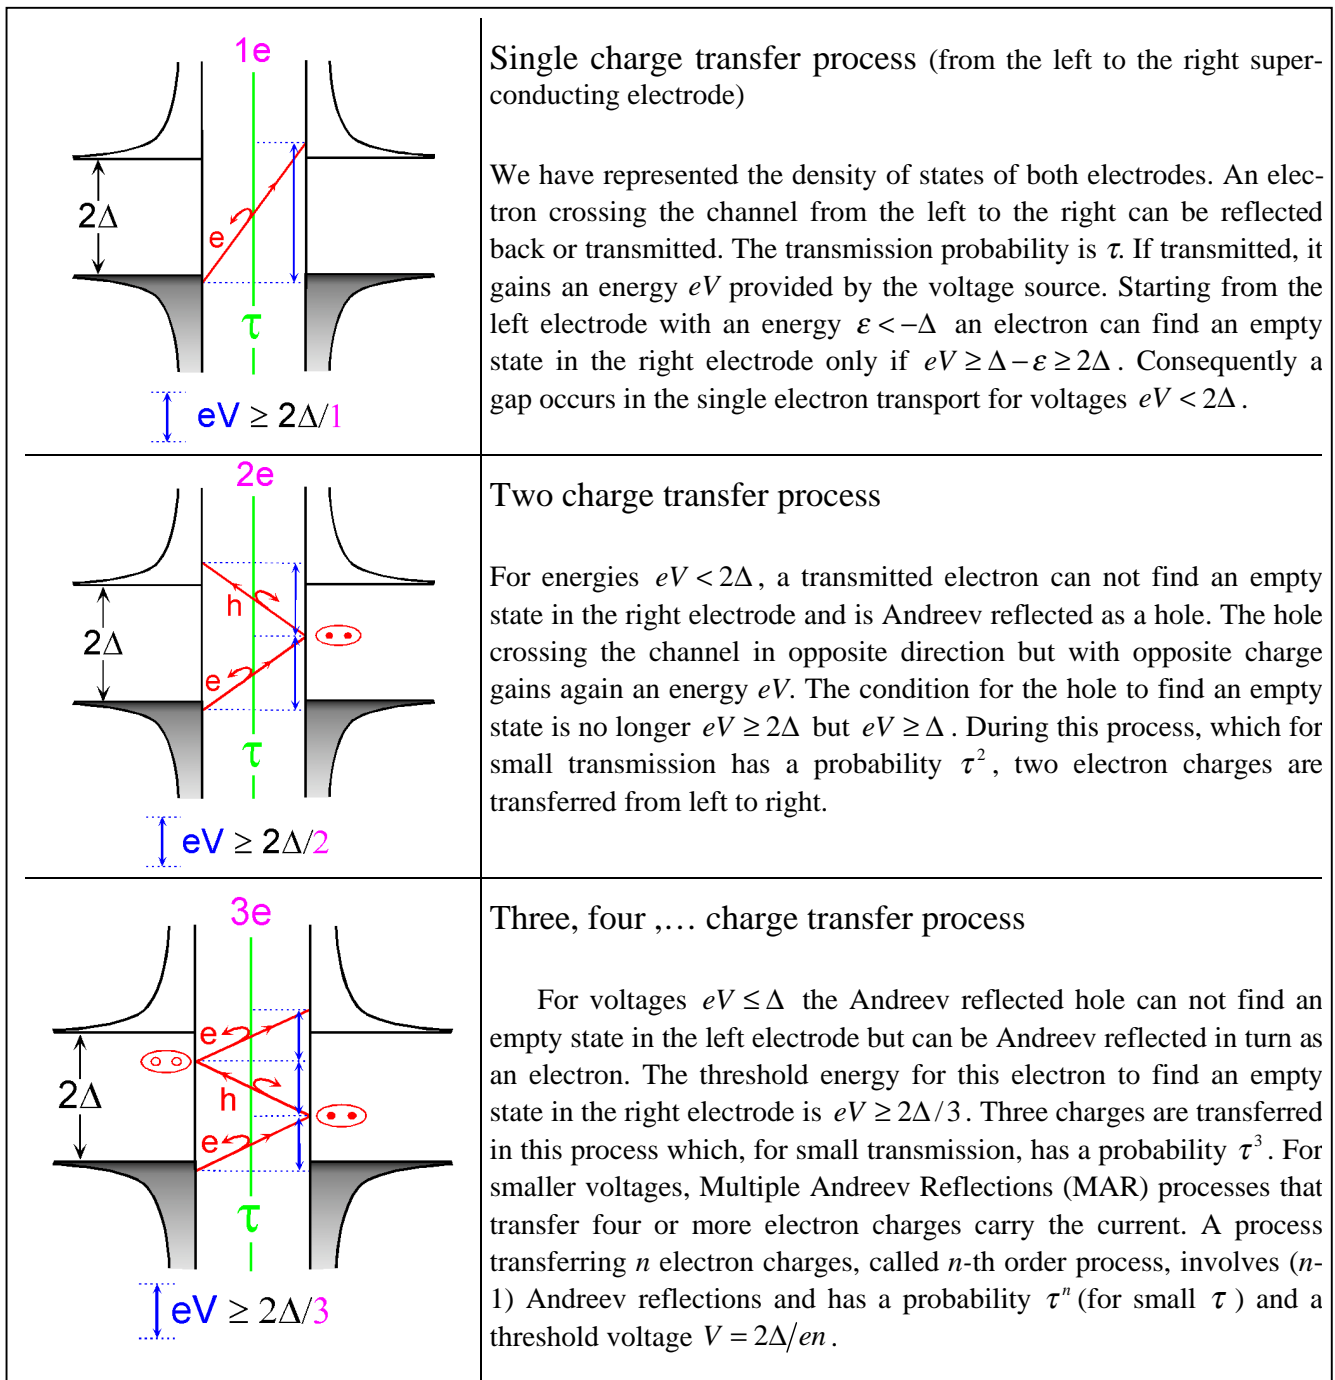 1e
2Δ
e
τ
eV ≥ 2Δ/1
Single charge transfer process (from the left to the right super-
conducting electrode)
We have represented the density of states of both electrodes. An elec-
tron crossing the channel from the left to the right can be reflected
back or transmitted. The transmission probability is τ. If transmitted, it
gains an energy eV provided by the voltage source. Starting from the
left electrode with an energy ε < −Δ an electron can find an empty
state in the right electrode only if eV ≥ Δ − ε ≥ 2Δ. Consequently a
gap occurs in the single electron transport for voltages eV < 2Δ.
2e
h
2Δ
e
τ
eV ≥ 2Δ/2
Two charge transfer process
For energies eV < 2Δ, a transmitted electron can not find an empty
state in the right electrode and is Andreev reflected as a hole. The hole
crossing the channel in opposite direction but with opposite charge
gains again an energy eV. The condition for the hole to find an empty
state is no longer eV ≥ 2Δ but eV ≥ Δ. During this process, which for
small transmission has a probability τ², two electron charges are
transferred from left to right.
3e
e
2Δ
h
e
τ
eV ≥ 2Δ/3
Three, four ,… charge transfer process
For voltages eV ≤ Δ the Andreev reflected hole can not find an
empty state in the left electrode but can be Andreev reflected in turn as
an electron. The threshold energy for this electron to find an empty
state in the right electrode is eV ≥ 2Δ/3. Three charges are transferred
in this process which, for small transmission, has a probability τ³. For
smaller voltages, Multiple Andreev Reflections (MAR) processes that
transfer four or more electron charges carry the current. A process
transferring n electron charges, called n-th order process, involves (n-
1) Andreev reflections and has a probability τⁿ (for small τ) and a
threshold voltage V = 2Δ/en.